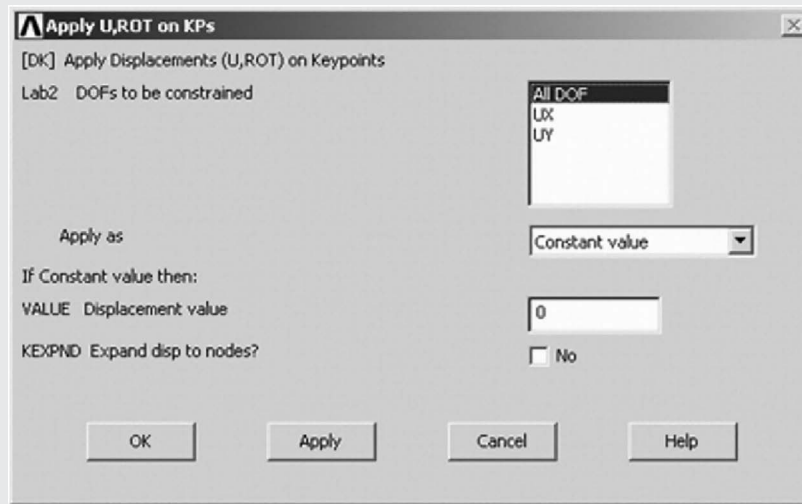 Apply U,ROT on KPs
[DK] Apply Displacements (U,ROT) on Keypoints
Lab2 DOFs to be constrained
All DOF
UX
UY
Apply as
Constant value
If Constant value then:
VALUE Displacement value
0
KEXPND Expand disp to nodes?
No
OK
Apply
Cancel
Help